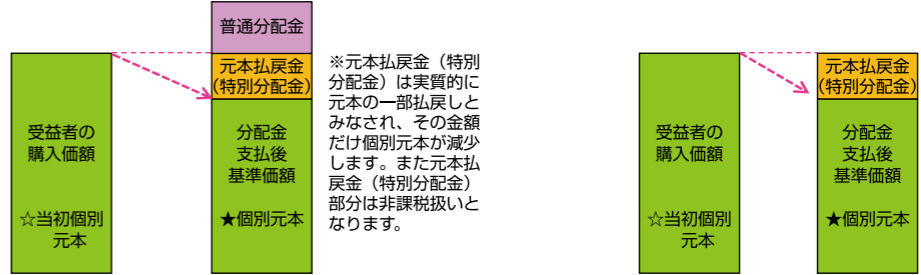 普通分配金
元本払戻金
(特別分配金)
受益者の
購入価額
☆当初個別
元本
分配金
支払後
基準価額
★個別元本
※元本払戻金（特別
分配金）は実質的に
元本の一部払戻しと
みなされ、その金額
だけ個別元本が減少
します。また元本払
戻金（特別分配金）
部分は非課税扱いと
なります。
受益者の
購入価額
☆当初個別
元本
元本払戻金
(特別分配金)
分配金
支払後
基準価額
★個別元本